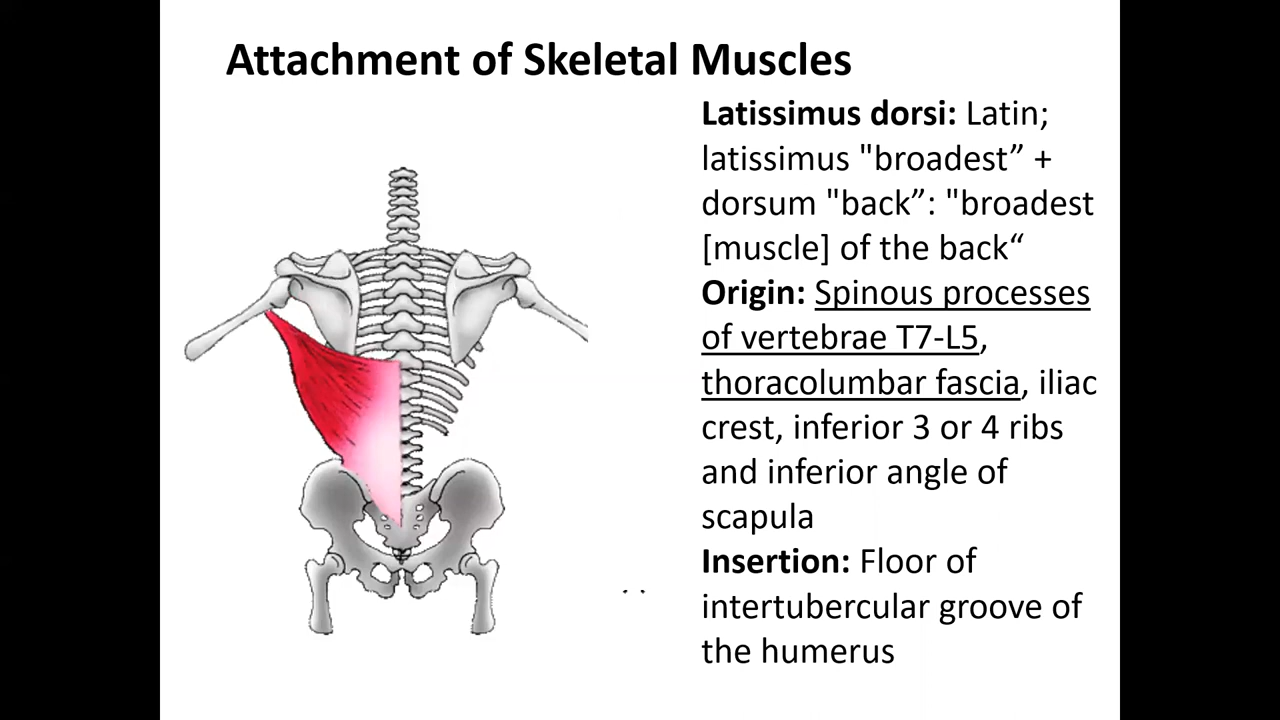 Attachment of Skeletal Muscles
Latissimus dorsi: Latin;
latissimus "broadest” +
dorsum "back”: "broadest
[muscle] of the back“
Origin: Spinous processes
of vertebrae T7-L5,
thoracolumbar fascia, iliac
crest, inferior 3 or 4 ribs
and inferior angle of
scapula
Insertion: Floor of
intertubercular groove of
the humerus